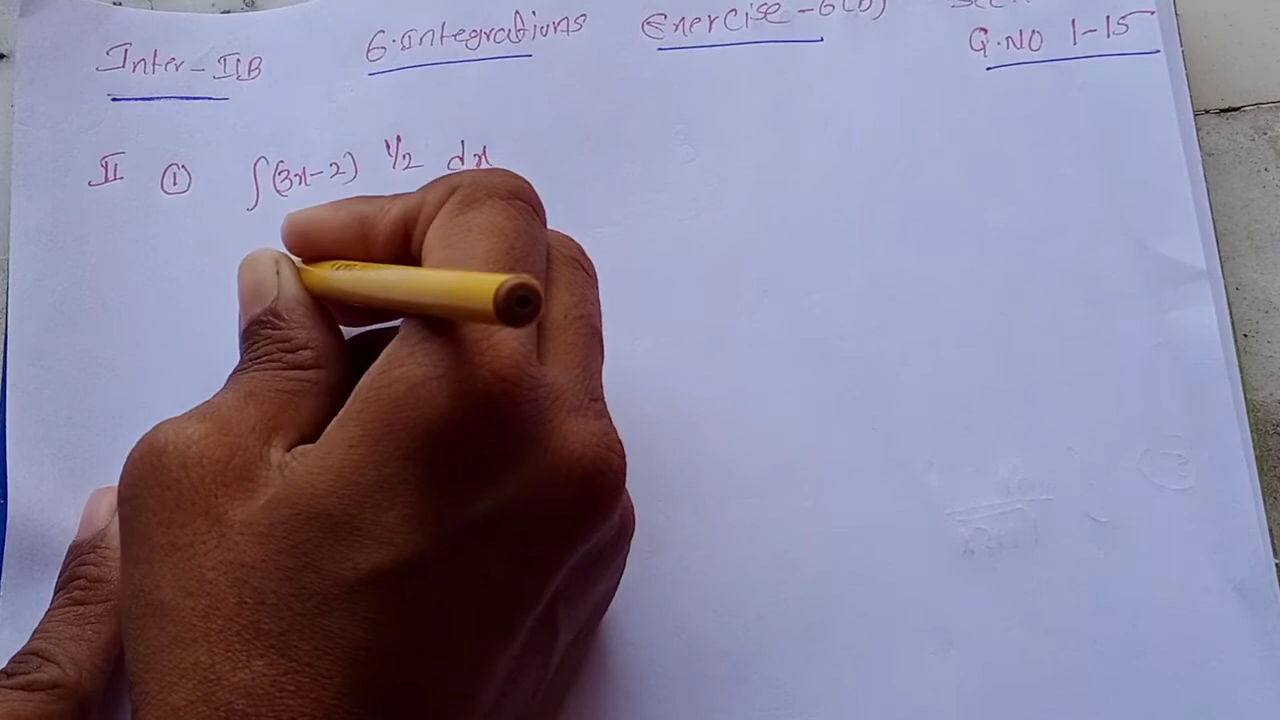 Inter-IIB 6.Integrations Exercise-6(b)
Q.NO 1-15
II ① ∫(3x-2) 1/2 dx